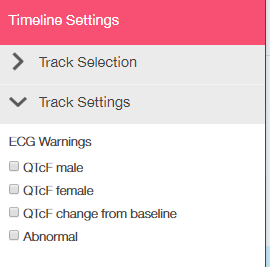 Timeline Settings
Track Selection
Track Settings
ECG Warnings
QTcF male
QTcF female
QTcF change from baseline
Abnormal